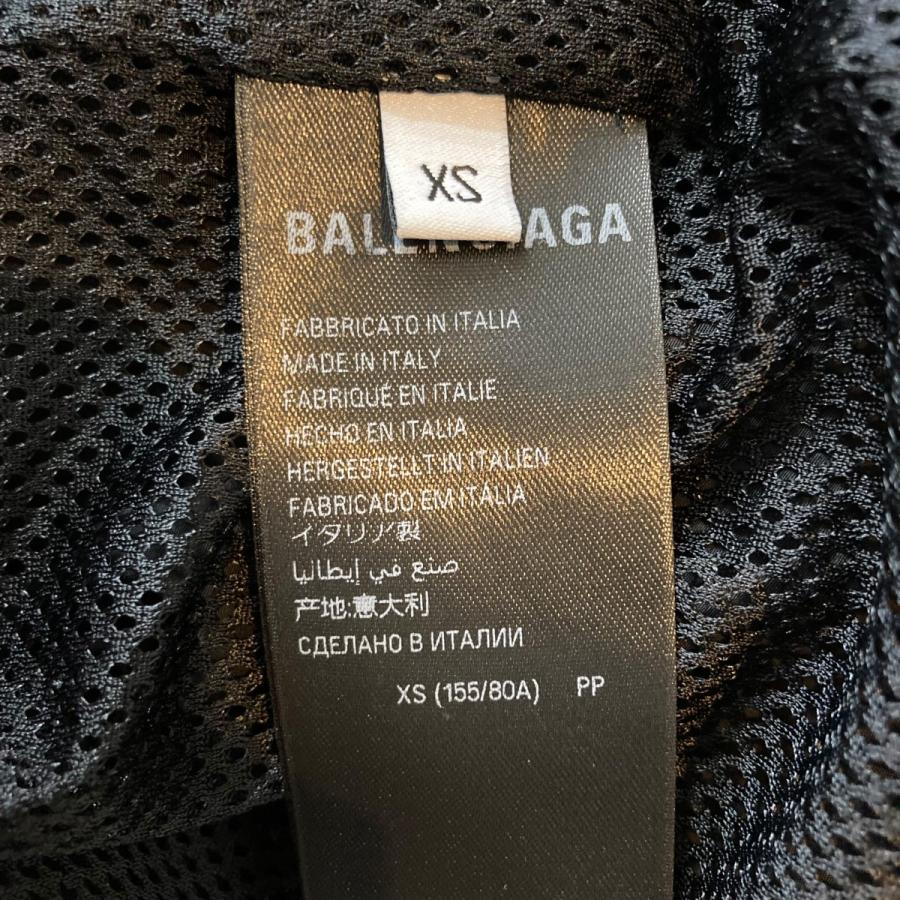 XS
BALENCIAGA
FABBRICATO IN ITALIA
MADE IN ITALY
FABRIQUÉ EN ITALIE
HECHO EN ITALIA
HERGESTELLT IN ITALIEN
FABRICADO EM ITÁLIA
イタリア製
صنع في إيطاليا
产地:意大利
СДЕЛАНО В ИТАЛИИ
XS (155/80A) PP